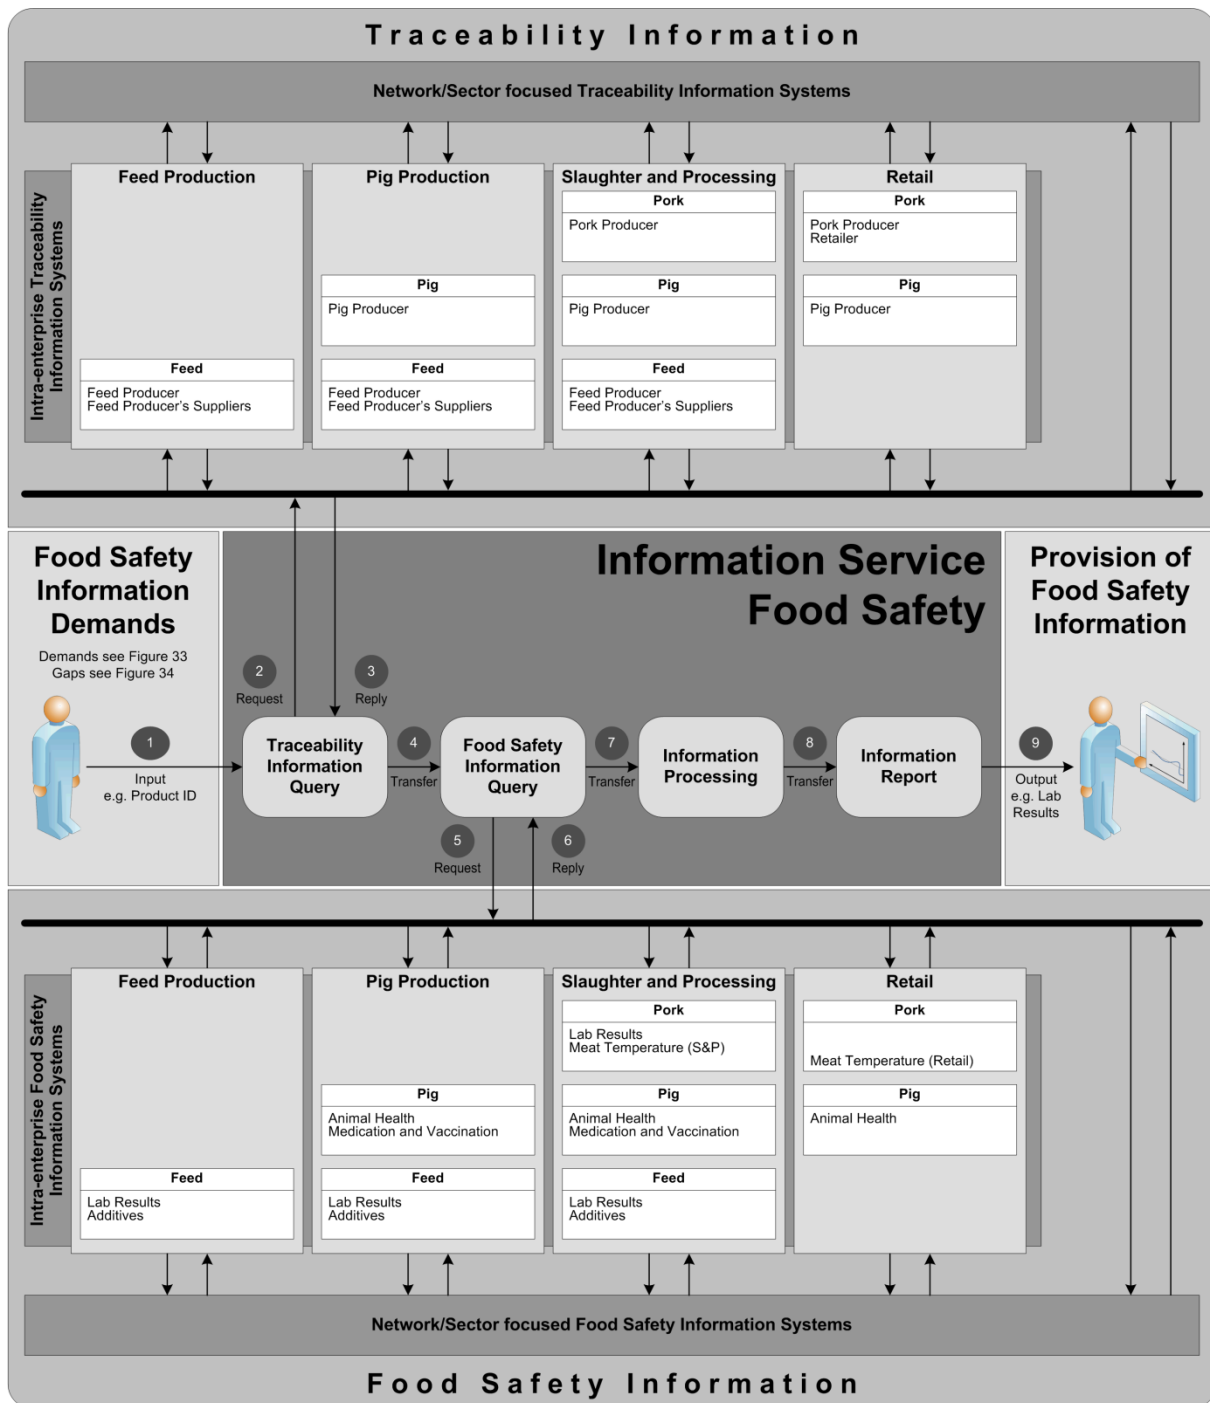 Traceability Information
Network/Sector focused Traceability Information Systems
Intra-enterprise Traceability
Information Systems
Feed Production
Feed
Feed Producer
Feed Producer's Suppliers
Pig Production
Pig
Pig Producer
Feed
Feed Producer
Feed Producer's Suppliers
Slaughter and Processing
Pork
Pork Producer
Pig
Pig Producer
Feed
Feed Producer
Feed Producer's Suppliers
Retail
Pork
Pork Producer
Retailer
Pig
Pig Producer
Food Safety
Information
Demands
Demands see Figure 33
Gaps see Figure 34
Information Service
Food Safety
Provision of
Food Safety
Information
1
Input
e.g. Product ID
2
Request
3
Reply
Traceability
Information
Query
4
Transfer
Food Safety
Information
Query
5
Request
6
Reply
7
Transfer
Information
Processing
8
Transfer
Information
Report
9
Output
e.g. Lab
Results
Intra-enterprise Food Safety
Information Systems
Feed Production
Feed
Lab Results
Additives
Pig Production
Pig
Animal Health
Medication and Vaccination
Feed
Lab Results
Additives
Slaughter and Processing
Pork
Lab Results
Meat Temperature (S&P)
Pig
Animal Health
Medication and Vaccination
Feed
Lab Results
Additives
Retail
Pork
Meat Temperature (Retail)
Pig
Animal Health
Network/Sector focused Food Safety Information Systems
Food Safety Information